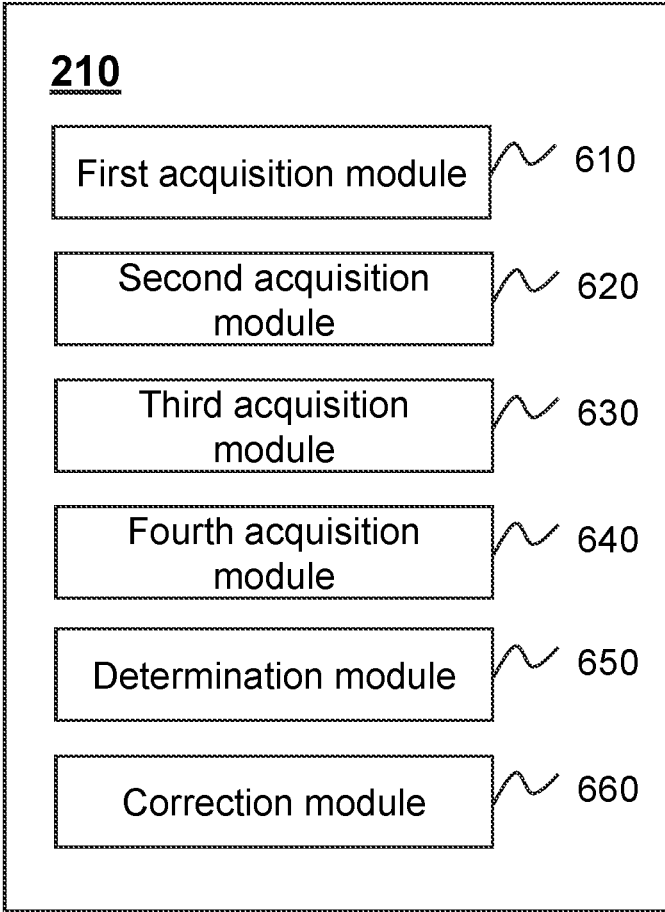 210
First acquisition module
610
Second acquisition
module
620
Third acquisition
module
630
Fourth acquisition
module
640
Determination module
650
Correction module
660